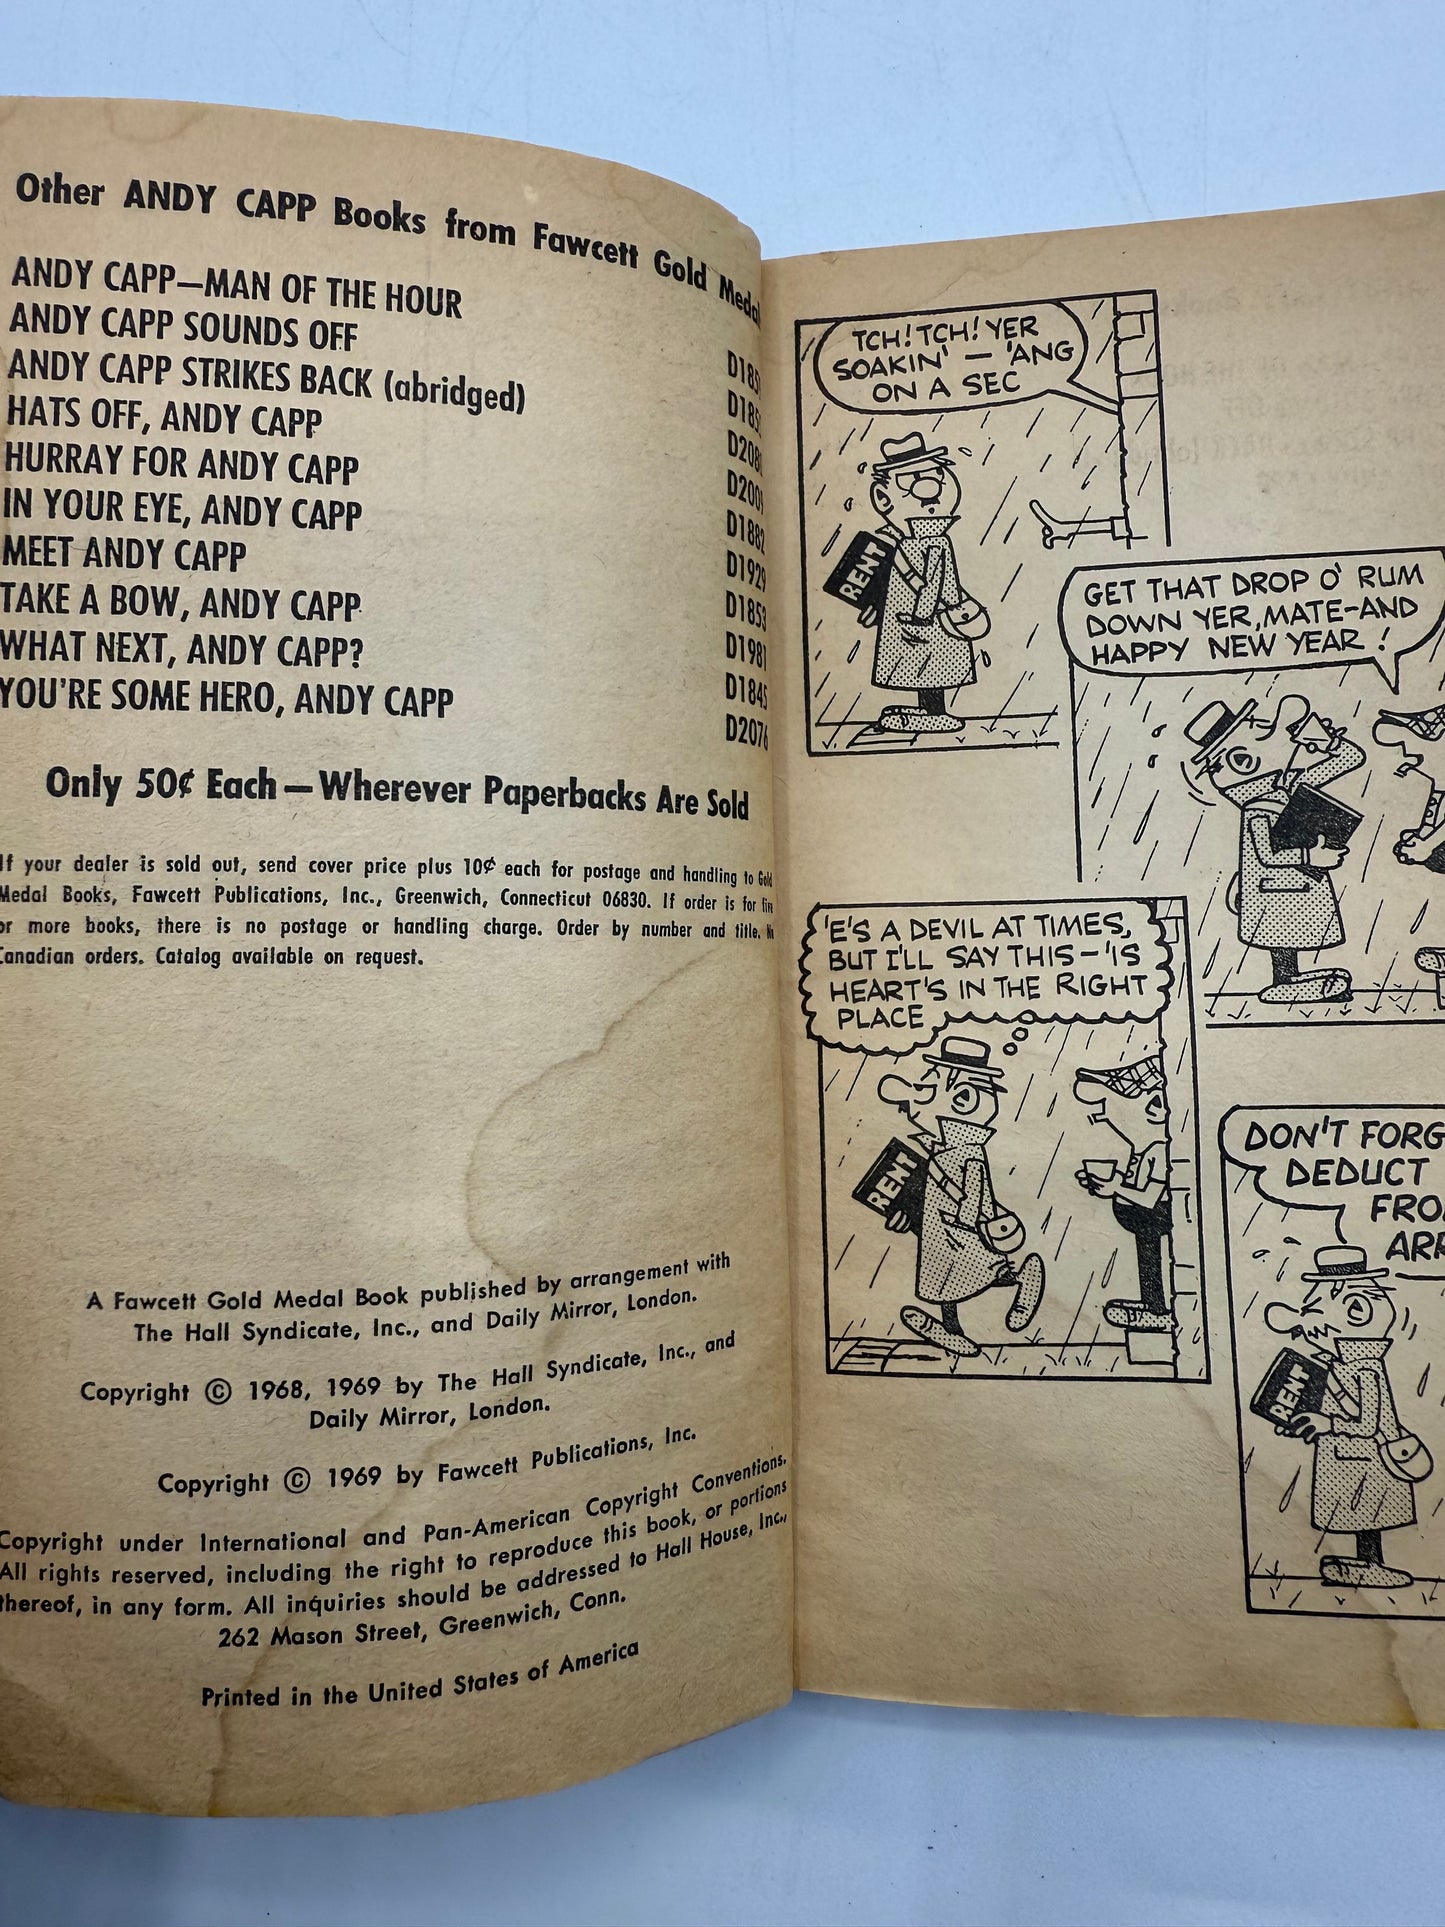 Other ANDY CAPP Books from Fawcett Gold Medal
ANDY CAPP—MAN OF THE HOUR
ANDY CAPP SOUNDS OFF
ANDY CAPP STRIKES BACK (abridged)
HATS OFF, ANDY CAPP
HURRAY FOR ANDY CAPP D1882
IN YOUR EYE, ANDY CAPP D1929
MEET ANDY CAPP D1853
TAKE A BOW, ANDY CAPP D1981
WHAT NEXT, ANDY CAPP? D1845
YOU'RE SOME HERO, ANDY CAPP D2076
Only 50¢ Each—Wherever Paperbacks Are Sold
If your dealer is sold out, send cover price plus 10¢ each for postage and handling to Gold
Medal Books, Fawcett Publications, Inc., Greenwich, Connecticut 06830. If order is for
or more books, there is no postage or handling charge. Order by number and title.
Canadian orders. Catalog available on request.
A Fawcett Gold Medal Book published by arrangement with
The Hall Syndicate, Inc., and Daily Mirror, London.
Copyright © 1968, 1969 by The Hall Syndicate, Inc., and
Daily Mirror, London.
Copyright © 1969 by Fawcett Publications, Inc.
Copyright under International and Pan-American Copyright Conventions.
All rights reserved, including the right to reproduce this book, or portions
thereof, in any form. All inquiries should be addressed to Hall House, Inc.,
262 Mason Street, Greenwich, Conn.
Printed in the United States of America
TCH! TCH! YER
SOAKIN' — 'ANG
ON A SEC
RENT
GET THAT DROP O' RUM
DOWN YER, MATE—AND
HAPPY NEW YEAR!
'E'S A DEVIL AT TIMES,
BUT I'LL SAY THIS — 'IS
HEART'S IN THE RIGHT
PLACE
RENT
DON'T
DEDUCT
RENT